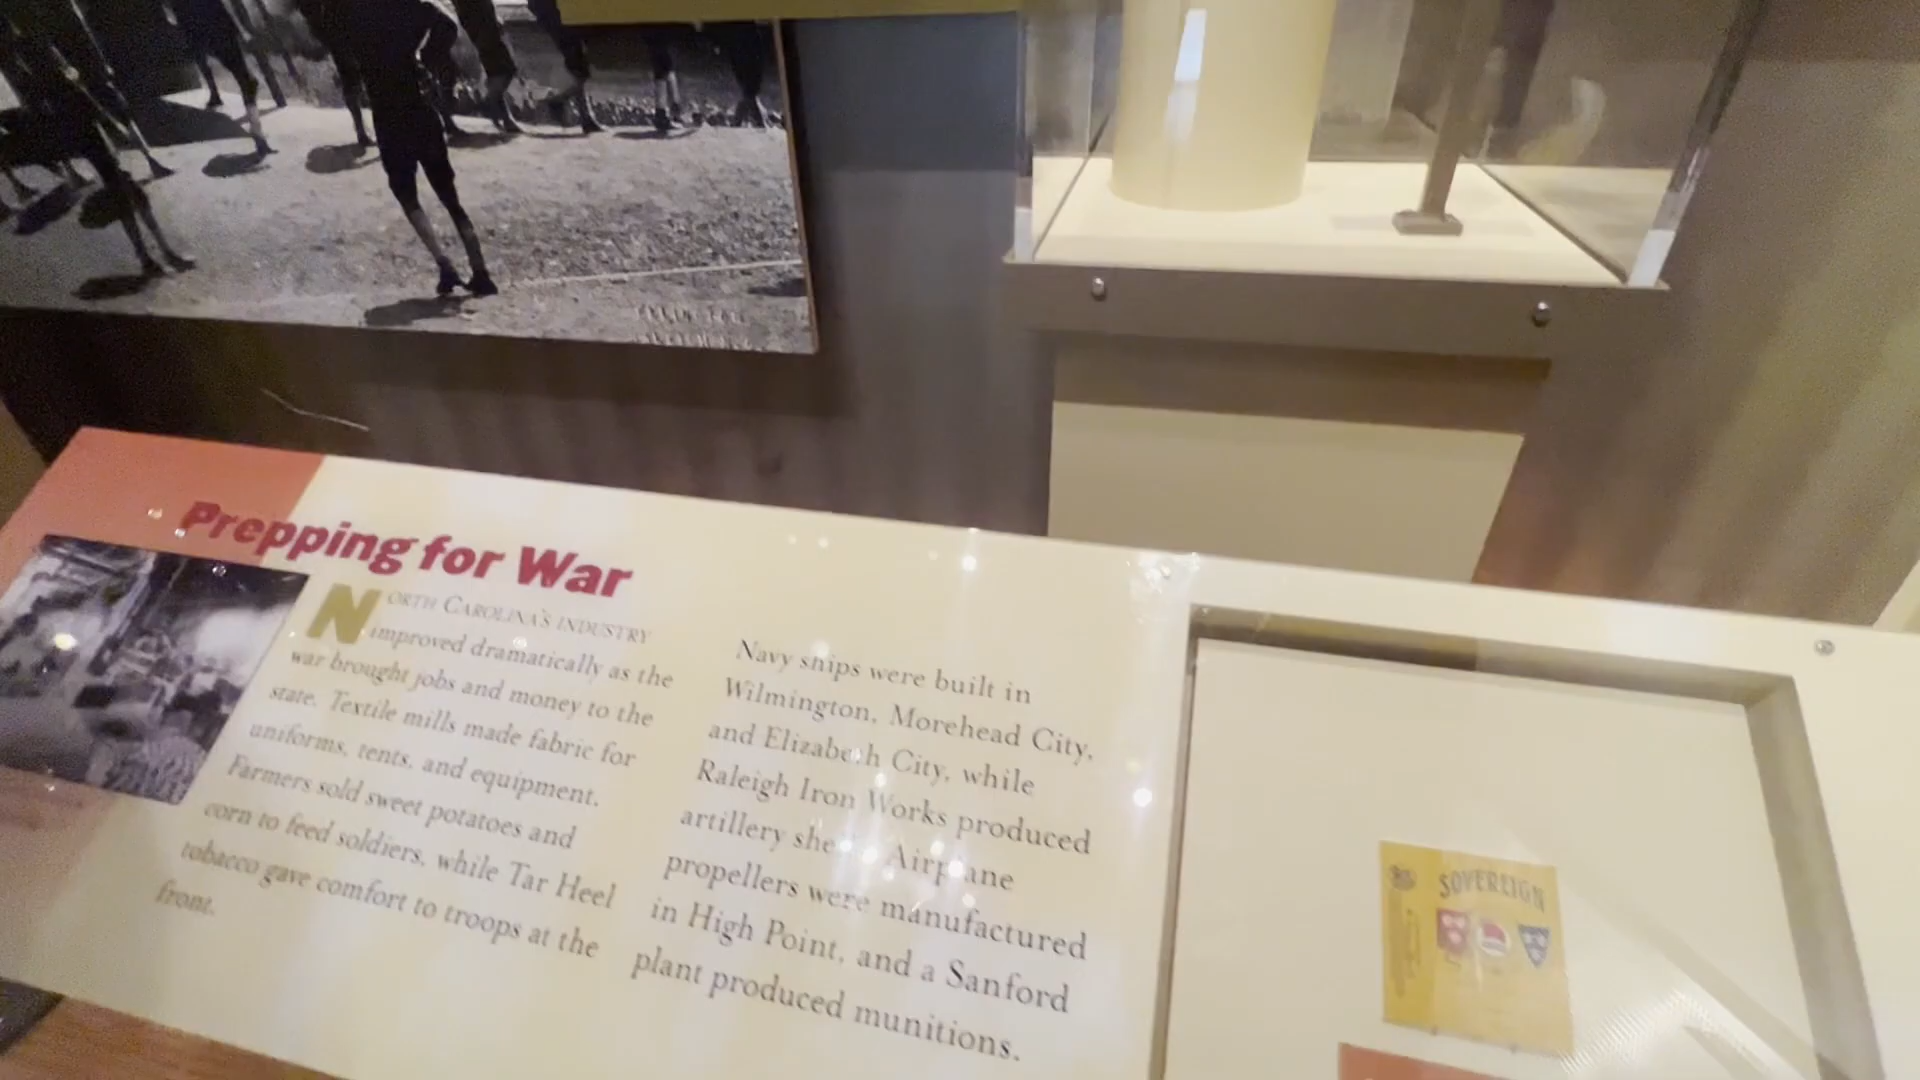 Prepping for War
NORTH CAROLINA'S INDUSTRY
improved dramatically as the
war brought jobs and money to the
state. Textile mills made fabric for
uniforms, tents, and equipment.
Farmers sold sweet potatoes and
corn to feed soldiers, while Tar Heel
tobacco gave comfort to troops at the
front.
Navy ships were built in
Wilmington, Morehead City,
and Elizabeth City, while
Raleigh Iron Works produced
artillery Airplane
propellers were manufactured
in High Point, and a Sanford
plant produced munitions.
SOVEREIGN